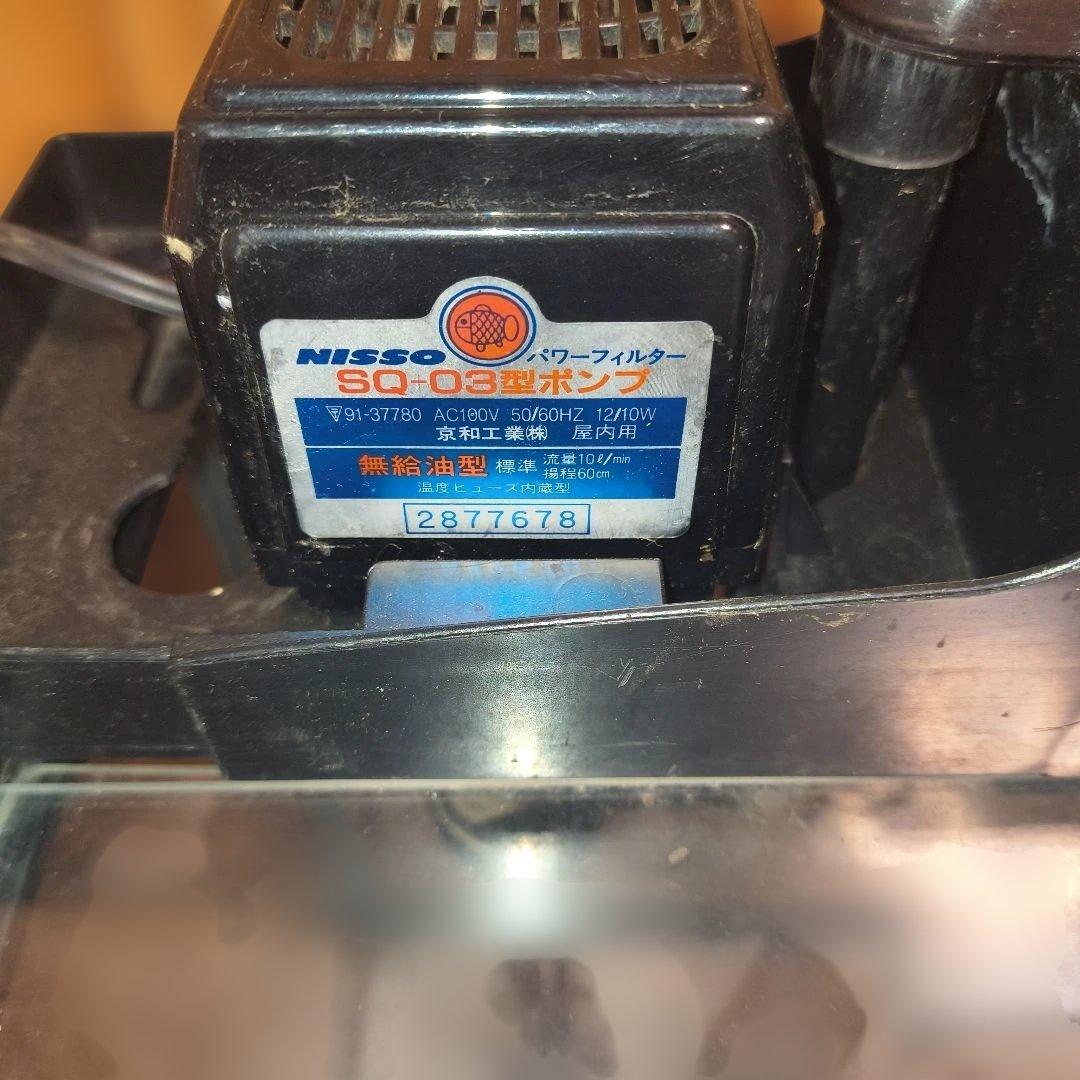 NISSO パワーフィルター
SQ-03型ポンプ
〒91-37780 AC100V 50/60HZ 12/10W
京和工業㈱ 屋内用
無給油型 標準 流量10ℓ/min
揚程60cm
温度ヒューズ内蔵型
2877678